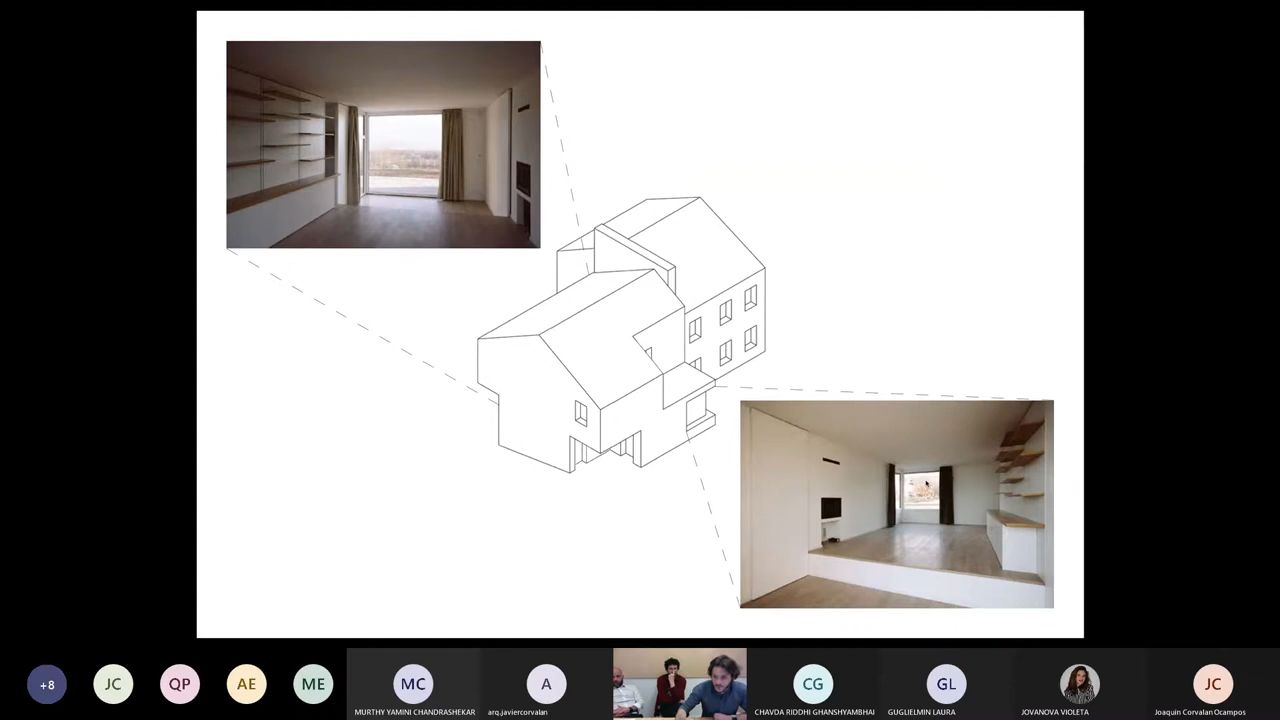 +8
JC
QP
AE
ME
MC
MURTHY YAMINI CHANDRASHEKAR
A
arq.javiercorvalan
CG
CHAVDA RIDDHI GHANSHYAMBHAI
GL
GUGLIELMIN LAURA
JOVANOVA VIOLETA
JC
Joaquin Corvalan Ocampos